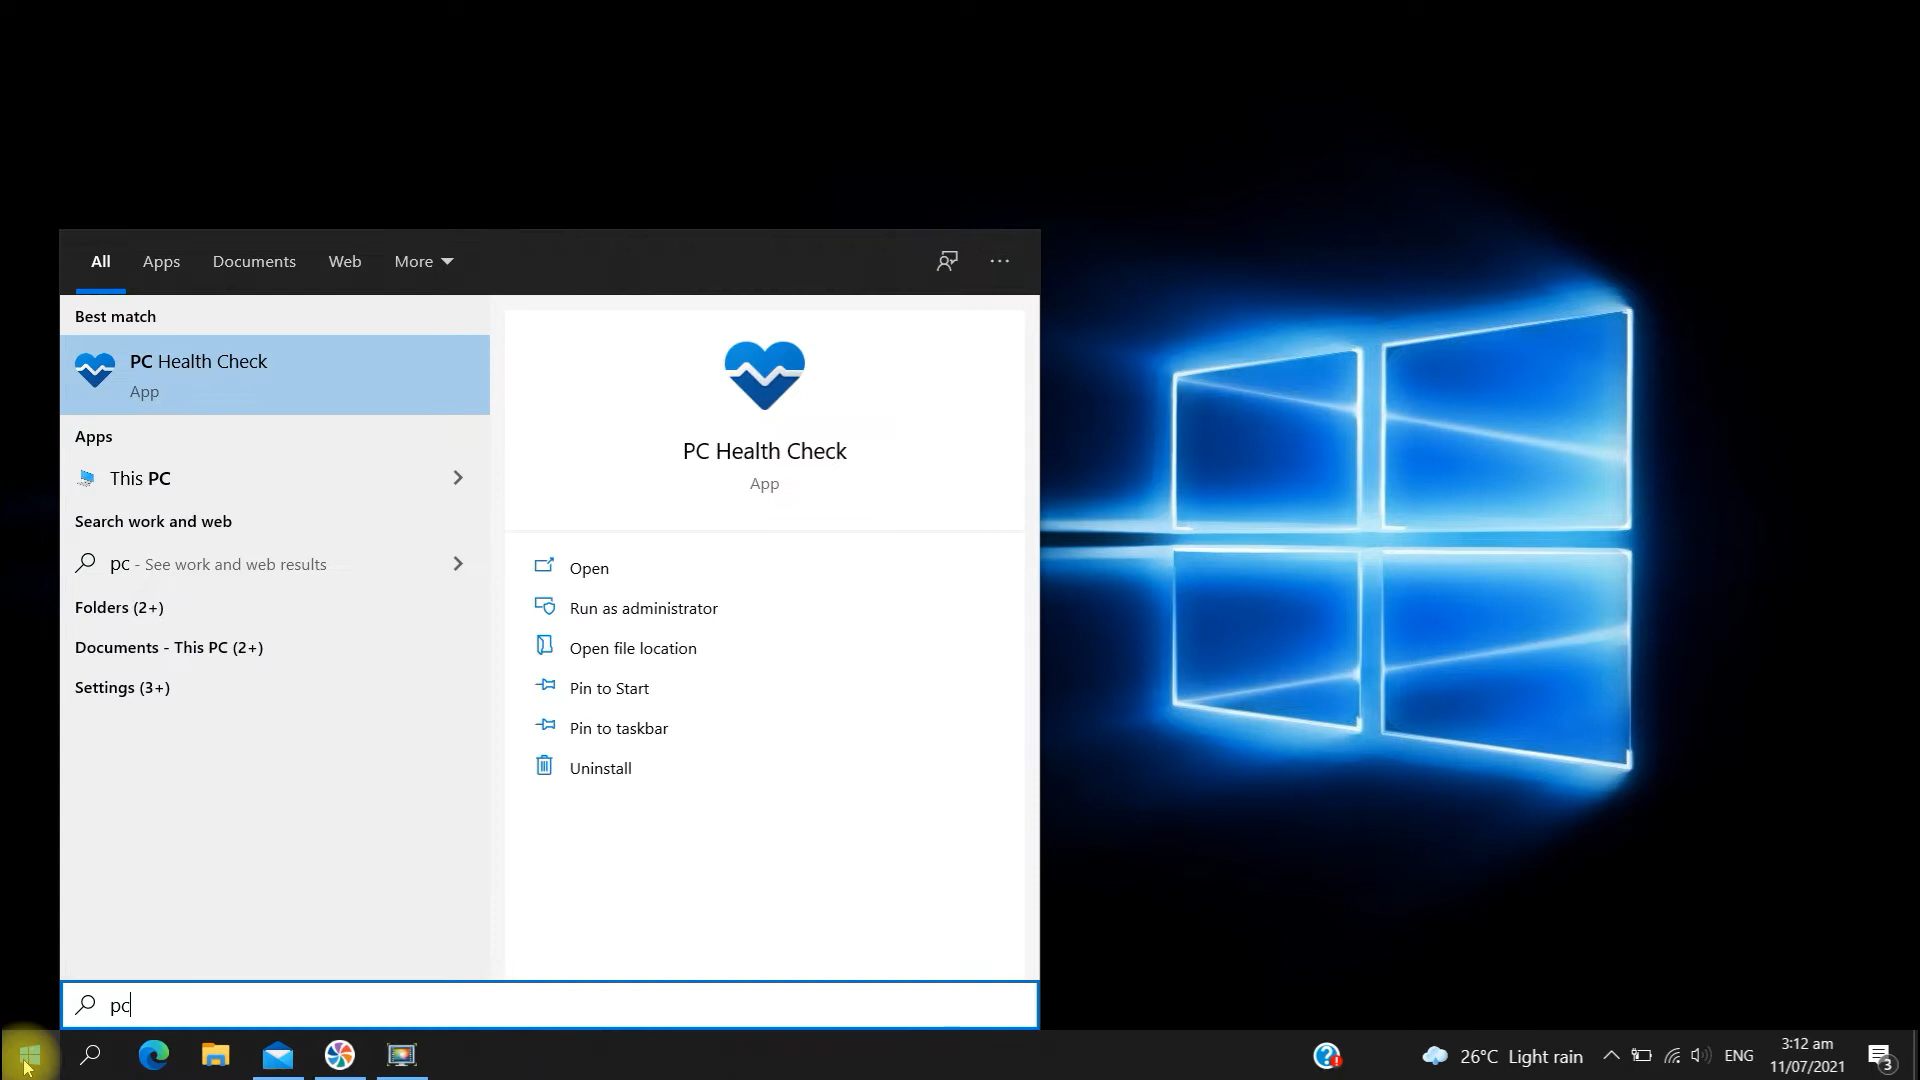 All Apps Documents Web More
Best match
PC Health Check
App
Apps
This PC
Search work and web
pc - See work and web results
Folders (2+)
Documents - This PC (2+)
Settings (3+)
PC Health Check
App
Open
Run as administrator
Open file location
Pin to Start
Pin to taskbar
Uninstall
pc
26°C Light rain
ENG
3:12 am
11/07/2021
3